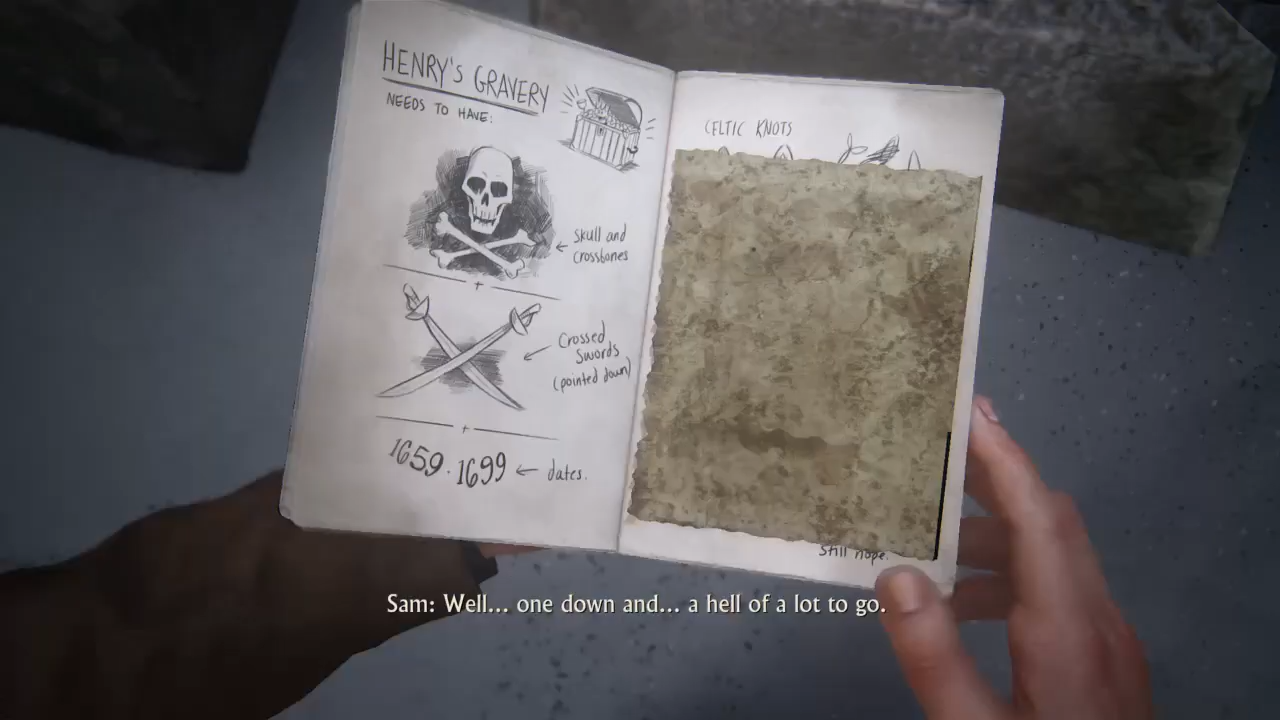 HENRY'S GRAVERY
NEEDS TO HAVE:
Skull and
Crossbones
+
Crossed
Swords
(pointed down)
+
1659 · 1699
dates.
CELTIC KNOTS
Still nope.
Sam: Well... one down and... a hell of a lot to go.